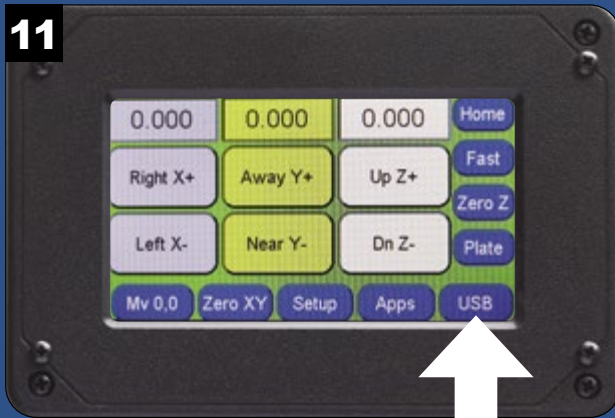 11
0.000 0.000 0.000 Home
Fast
Right X+ Away Y+ Up Z+
Zero Z
Left X- Near Y- Dn Z- Plate
Mv 0,0 Zero XY Setup Apps USB